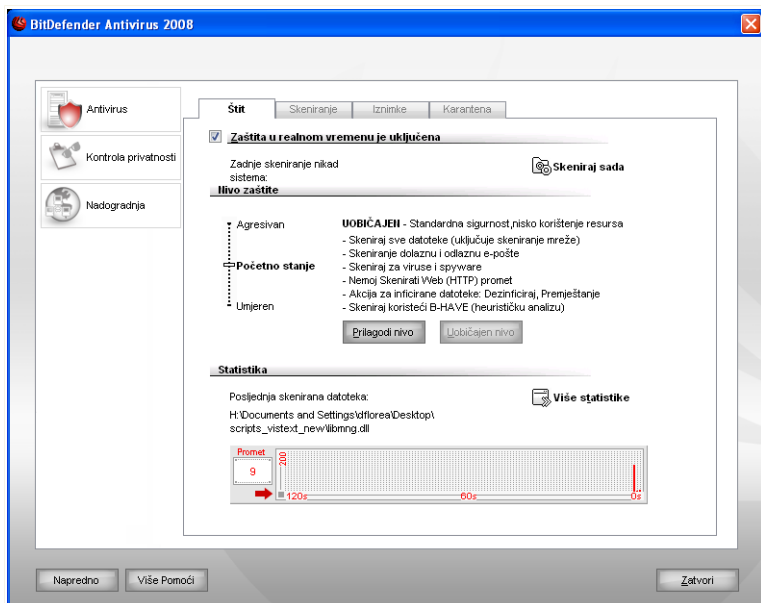 BitDefender Antivirus 2008
Antivirus
Kontrola privatnosti
Nadogradnja
Štit
Skeniranje
Iznimke
Karantena
Zaštita u realnom vremenu je uključena
Zadnje skeniranje nikad
sistema:
Skeniraj sada
Nivo zaštite
Agresivan
Početno stanje
Umjeren
UOBIČAJEN - Standardna sigurnost,nisko korištenje resursa
- Skeniraj sve datoteke (uključuje skeniranje mreže)
- Skeniranje dolaznu i odlaznu e-pošte
- Skeniraj za viruse i spyware
- Nemoj Skenirati Web (HTTP) promet
- Akcija za inficirane datoteke: Dezinficiraj, Premještanje
- Skeniraj koristeći B-HAVE (heurističku analizu)
Prilagodi nivo
Uobičajen nivo
Statistika
Posljednja skenirana datoteka:
Više statistike
H:\Documents and Settings\dflorea\Desktop\
scripts_vistext_new\libmng.dll
Promet
9
200
120s
60s
0s
Napredno
Više Pomoći
Zatvori